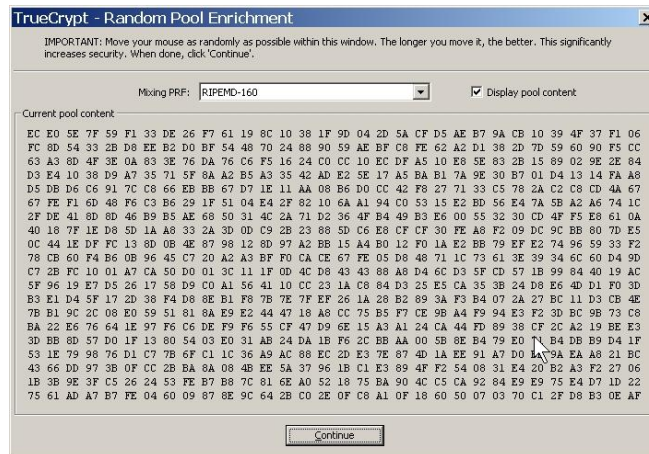 TrueCrypt - Random Pool Enrichment
IMPORTANT: Move your mouse as randomly as possible within this window. The longer you move it, the better. This significantly
increases security. When done, click 'Continue'.
Mixing PRF: RIPEMD-160
Display pool content
Current pool content
EC E0 5E 7F 59 F1 33 DE 26 F7 61 19 8C 10 38 1F 9D 04 2D 5A CF D5 AE B7 9A CB 10 39 4F 37 F1 06
FC 8D 54 33 2B D8 EE B2 D0 BF 54 48 70 24 88 90 59 AE BF C8 FE 62 A2 D1 38 2D 7D 59 60 90 F5 CC
63 A3 8D 4F 3E 0A 83 3E 76 DA 76 C6 F5 16 24 C0 CC 10 EC DF A5 10 E8 5E 83 2B 15 89 02 9E 2E 84
D3 E4 10 38 D9 A7 35 71 5F 8A A2 B5 A3 35 42 AD E2 5E 17 A5 BA B1 7A 9E 30 B7 01 D4 13 14 FA A8
D5 DB D6 C6 91 7C C8 66 EB BB 67 D7 1E 11 AA 08 B6 D0 CC 42 F8 27 71 33 C5 78 2A C2 C8 CD 4A 67
67 FE F1 6D 48 F6 C3 B6 29 1F 51 04 E4 2F 82 10 6A A1 94 C0 53 15 E2 BD 56 E4 7A 5B A2 A6 74 1C
2F DE 41 8D 8D 46 B9 B5 AE 68 50 31 4C 2A 71 D2 36 4F B4 49 B3 E6 00 55 32 30 CD 4F F5 E8 61 0A
40 18 7F 1E D8 5D 1A A8 33 2A 3D 0D C9 2B 23 88 5D C6 E8 CF CF 30 FE A8 F2 09 DC 9C BB 80 7D E5
0C 44 1E DF FC 13 8D 0B 4E 87 98 12 8D 97 A2 BB 15 A4 B0 12 F0 1A E2 BB 79 EF E2 74 96 59 33 F2
78 CB 60 F4 B6 0B 96 45 C7 20 A2 A3 BF F0 CA CE 67 FE 05 D8 48 71 1C 73 61 3E 39 34 6C 60 D4 9D
C7 2B FC 10 01 A7 CA 50 D0 01 3C 11 1F 0D 4C D8 43 43 88 A8 D4 6C D3 5F CD 57 1B 99 84 40 19 AC
5F 96 19 E7 D5 26 17 58 D9 C0 A1 56 41 10 CC 23 1A C8 84 D3 25 E5 CA 35 3B 24 D8 E6 4D D1 F0 3D
B3 E1 D4 5F 17 2D 38 F4 D8 8E B1 F8 7B 7E 7F EF 26 1A 28 B2 89 3A F3 B4 07 2A 27 BC 11 D3 CB 4E
7B B1 9C 2C 08 E0 59 51 81 8A E9 E2 44 47 18 A8 CC 75 B5 F7 CE 9B A4 F9 94 E3 F2 3D BC 9B 73 C8
BA 22 E6 76 64 1E 97 F6 C6 DE F9 F6 55 CF 47 D9 6E 15 A3 A1 24 CA 44 FD 89 38 CF 2C A2 19 BE E3
3D BB 8D 57 D0 1F 13 80 54 03 E0 31 AB 24 DA 1B F6 2C BB AA 00 5B 8E B4 79 E0 B4 DB B9 D4 1F
53 1E 79 98 76 D1 C7 7B 6F C1 1C 36 A9 AC 88 EC 2D E3 7E 87 4D 1A EE 91 A7 D0 9A EA A8 21 BC
43 66 DD 97 3B 0F CC 2B BA 8A 08 4B EE 5A 37 96 1B C1 E3 89 4F F2 54 08 31 E4 20 B2 A3 F2 27 06
1B 3B 9E 3F C5 26 24 53 FE B7 B8 7C 81 6E A0 52 18 75 BA 90 4C C5 CA 92 84 E9 E9 75 E4 D7 1D 22
75 61 AD A7 B7 FE 04 60 09 87 8E 9C 64 2B C0 2E 0F C8 A1 0F 18 60 50 07 03 70 C1 2F D8 B3 0E AF
Continue